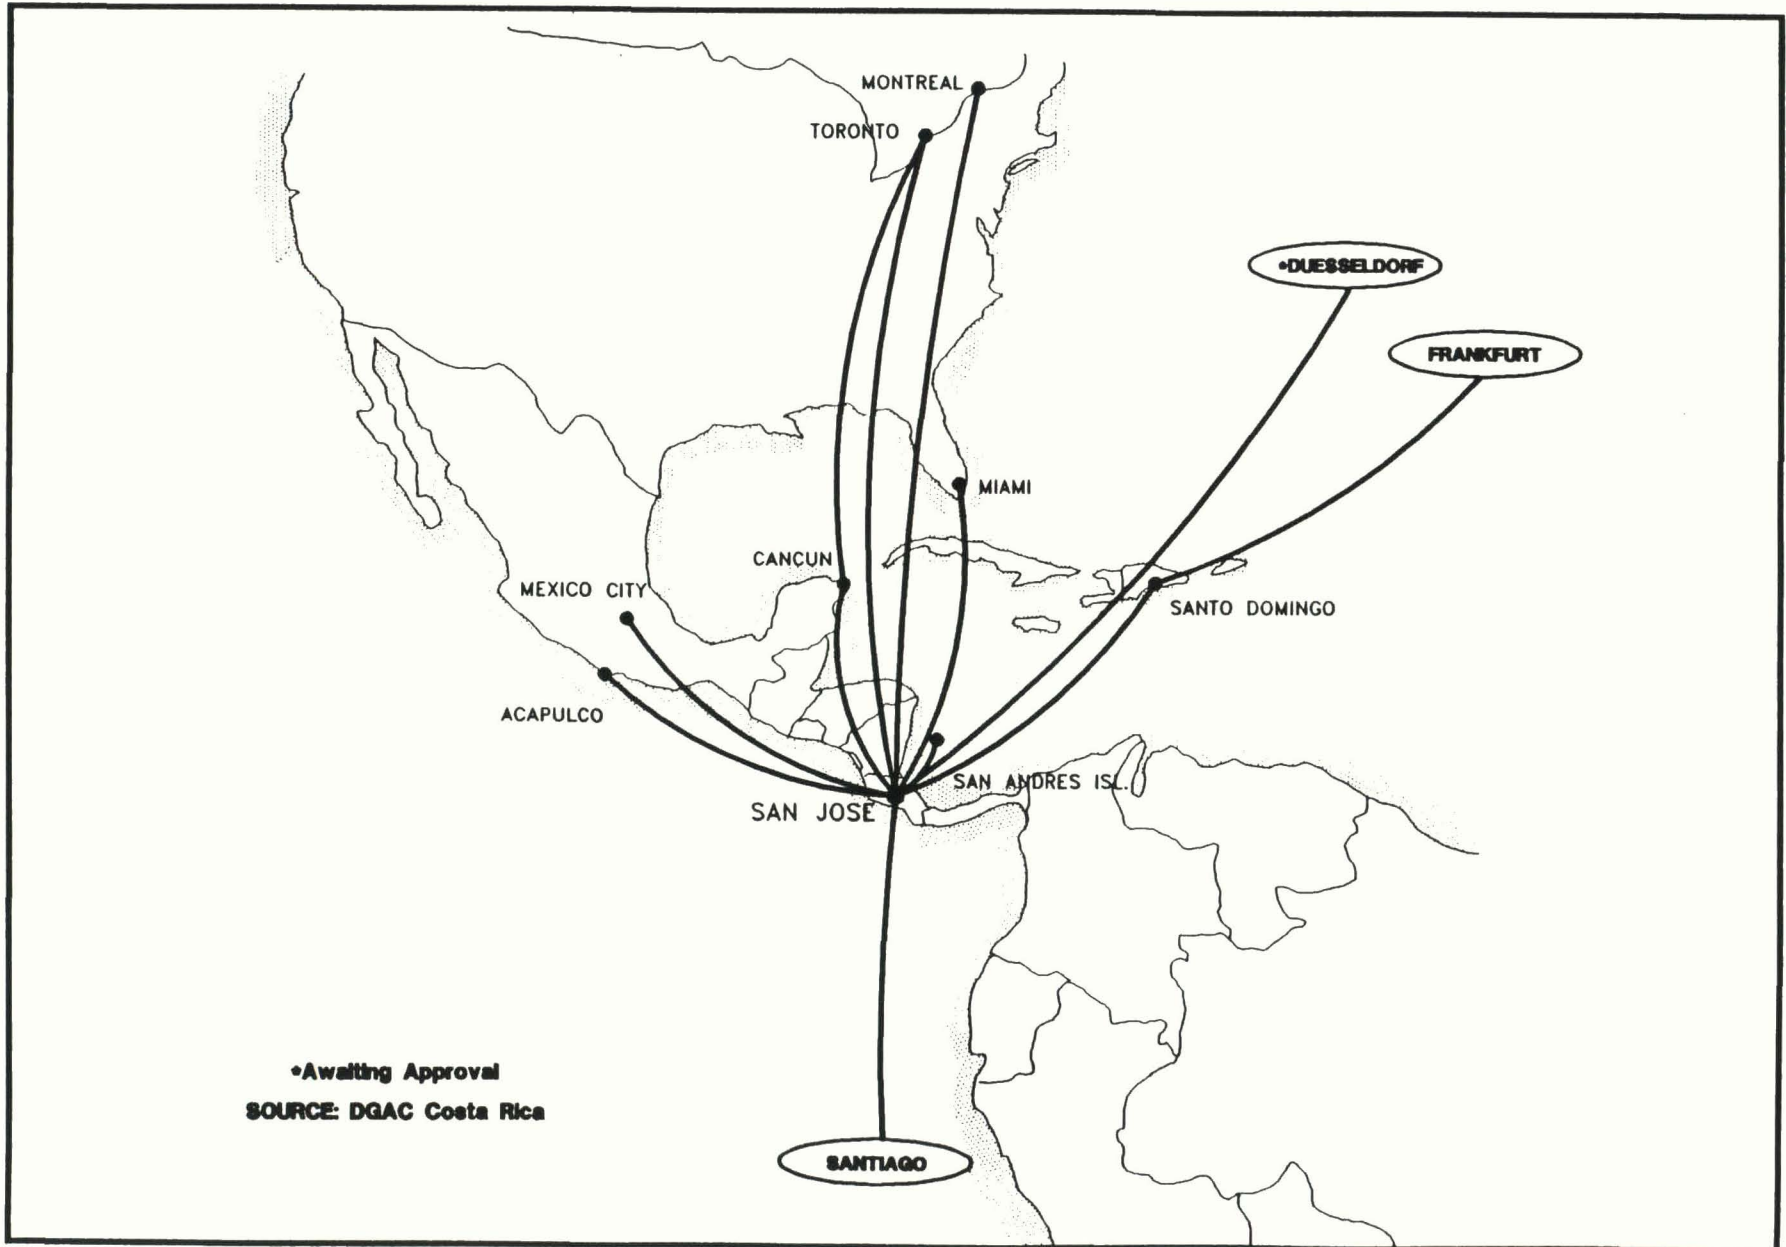 MONTREAL
TORONTO
*DUESSELDORF
FRANKFURT
MIAMI
CANCUN
MEXICO CITY
SANTO DOMINGO
ACAPULCO
SAN ANDRES ISL.
SAN JOSE
*Awaiting Approval
SOURCE: DGAC Costa Rica
SANTIAGO